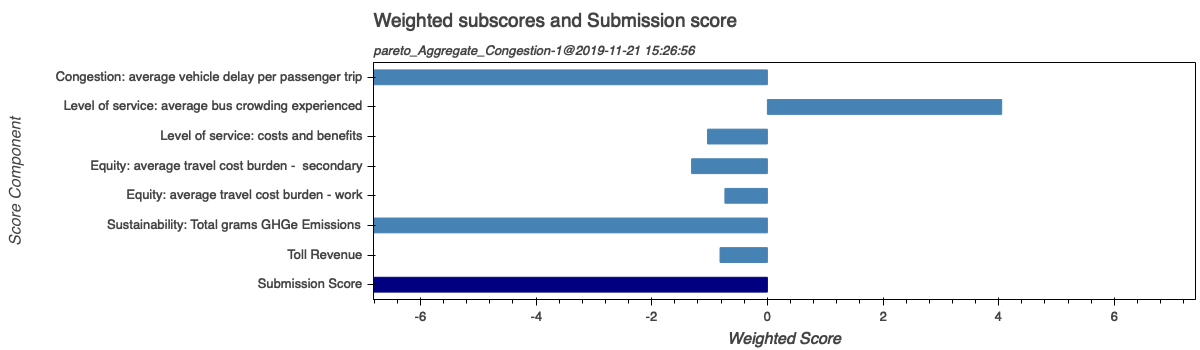 Weighted subscores and Submission score
pareto_Aggregate_Congestion-1@2019-11-21 15:26:56
Score Component
Congestion: average vehicle delay per passenger trip
Level of service: average bus crowding experienced
Level of service: costs and benefits
Equity: average travel cost burden -  secondary
Equity: average travel cost burden - work
Sustainability: Total grams GHGe Emissions
Toll Revenue
Submission Score
-6 -4 -2 0 2 4 6
Weighted Score